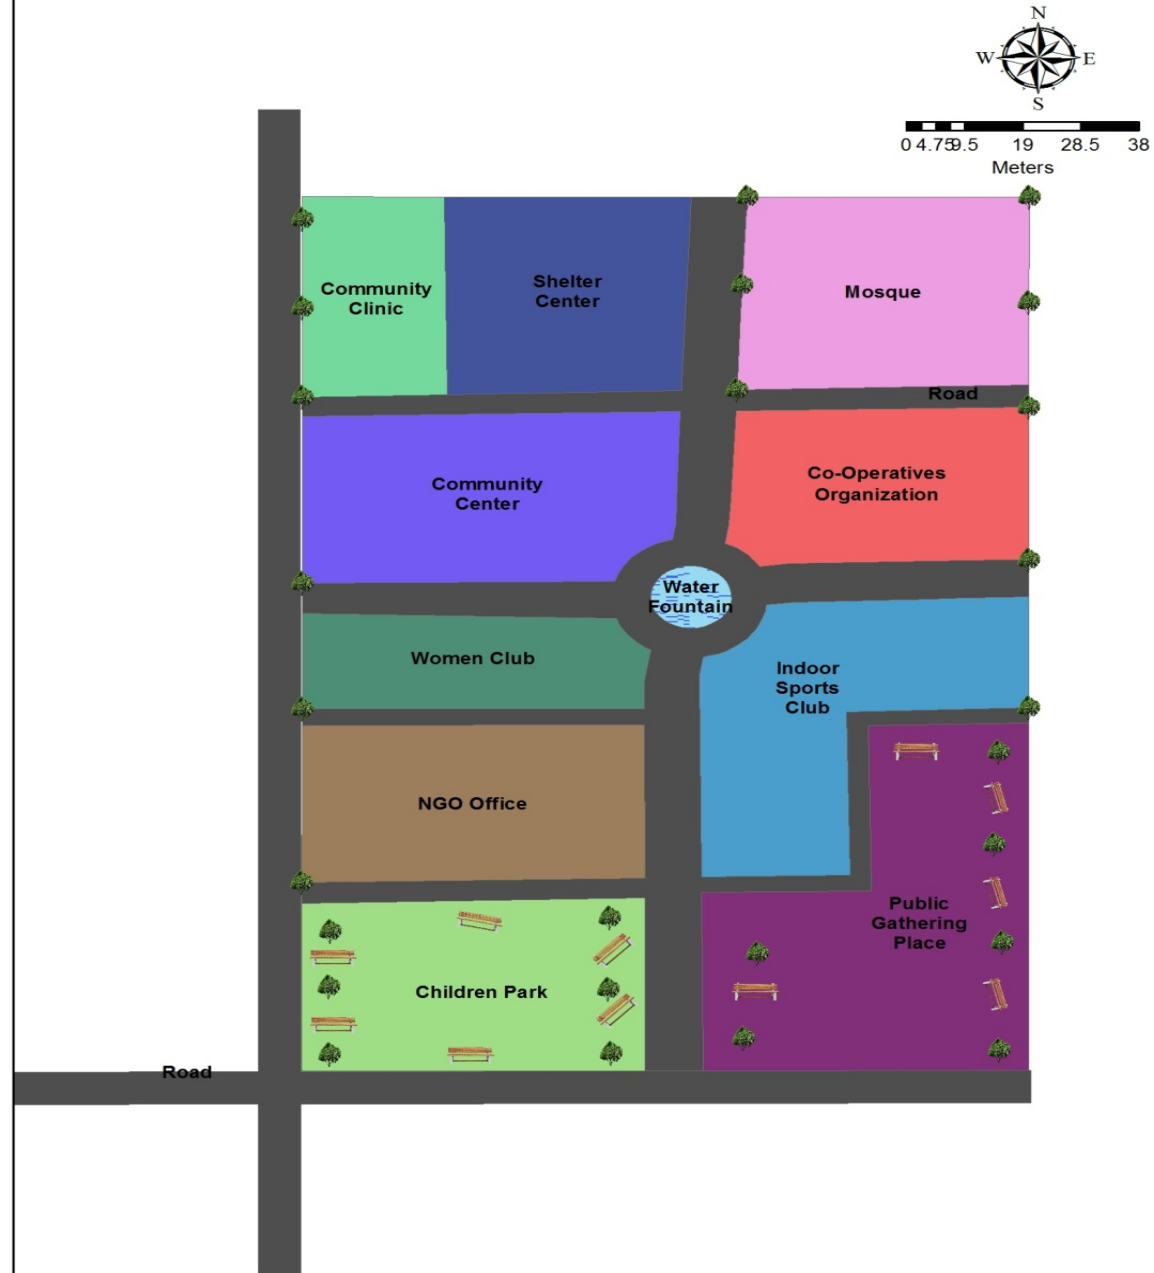 N
W E
S
0 4.75 9.5 19 28.5 38
Meters
Community
Clinic
Shelter
Center
Mosque
Road
Community
Center
Co-Operatives
Organization
Water
Fountain
Women Club
Indoor
Sports
Club
NGO Office
Public
Gathering
Place
Children Park
Road